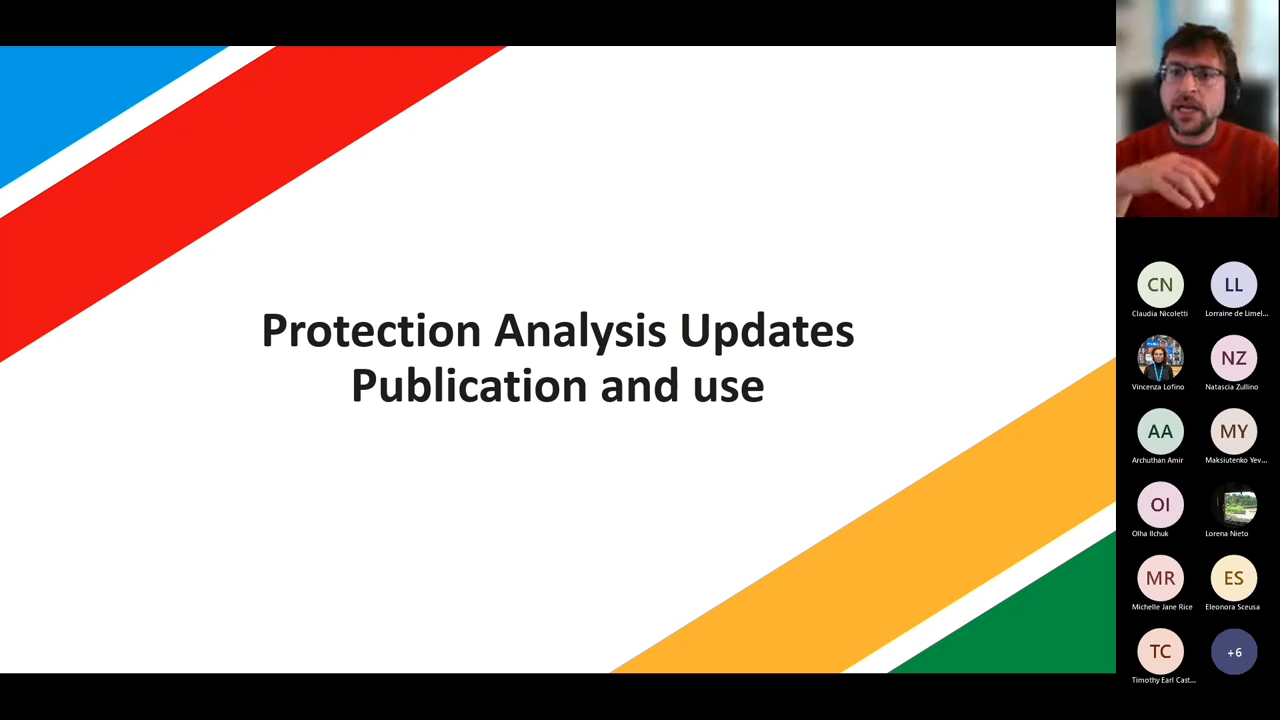 Protection Analysis Updates
Publication and use
CN
LL
Claudia Nicoletti
Lorraine de Limel...
Vincenza Lofino
NZ
Natascia Zullino
AA
MY
Archuthan Amir
Maksiutenko Yev...
OI
Olha Ilchuk
Lorena Nieto
MR
ES
Michelle Jane Rice
Eleonora Sceusa
TC
+6
Timothy Earl Cast...